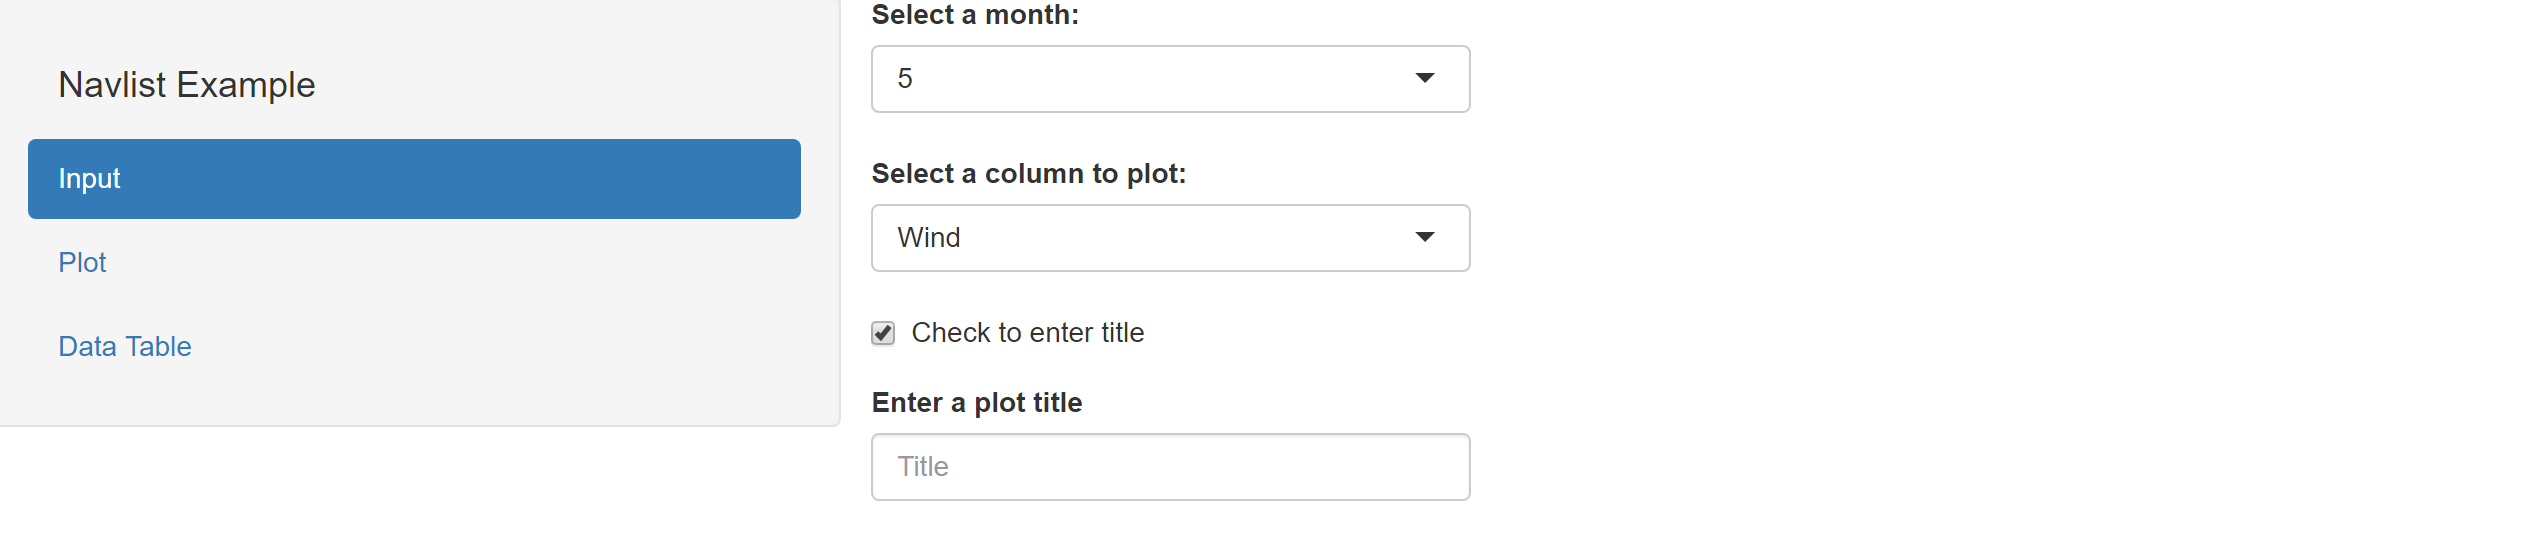 Navlist Example
Input
Plot
Data Table
Select a month:
5
Select a column to plot:
Wind
Check to enter title
Enter a plot title
Title